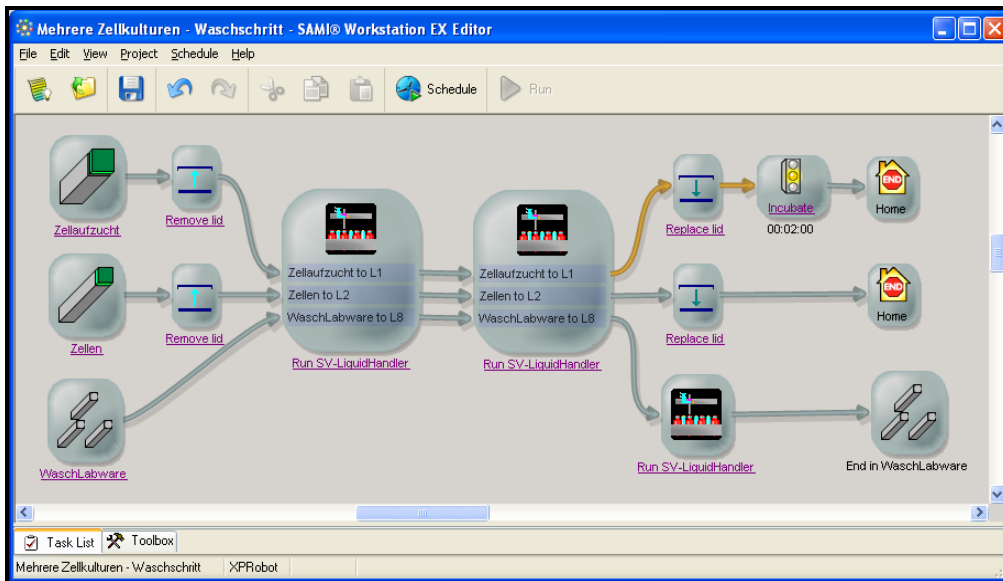 Mehrere Zellkulturen - Waschschritt - SAMI® Workstation EX Editor
File Edit View Project Schedule Help
Schedule Run
Zellaufzucht
Remove lid
Zellaufzucht to L1
Zellen to L2
WaschLabware to L8
Run SV-LiquidHandler
Zellaufzucht to L1
Zellen to L2
WaschLabware to L8
Run SV-LiquidHandler
Replace lid
Incubate
00:02:00
END
Home
Zellen
Remove lid
Replace lid
END
Home
WaschLabware
Run SV-LiquidHandler
End in WaschLabware
Task List Toolbox
Mehrere Zellkulturen - Waschschritt XPRobot